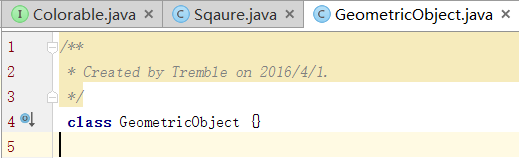 Colorable.java Sqaure.java GeometricObject.java
1 /**
2 * Created by Tremble on 2016/4/1.
3 */
4 class GeometricObject {}
5